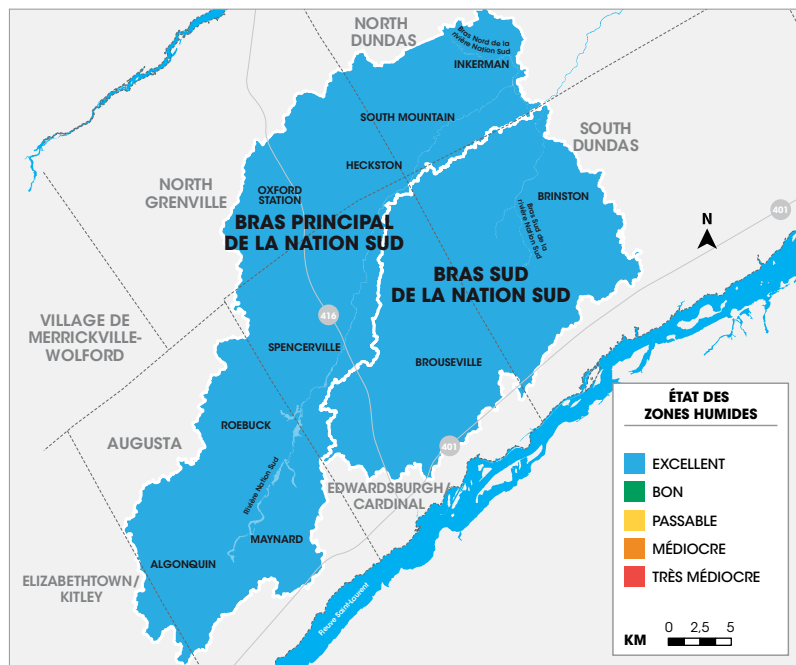 NORTH
DUNDAS
Bras Nord de la
rivière Nation Sud
INKERMAN
SOUTH MOUNTAIN
SOUTH
DUNDAS
HECKSTON
NORTH
GRENVILLE
OXFORD
STATION
BRINSTON
401
BRAS PRINCIPAL
DE LA NATION SUD
Bras Sud de la
rivière Nation Sud
N
BRAS SUD
DE LA NATION SUD
416
VILLAGE DE
MERRICKVILLE-
WOLFORD
SPENCERVILLE
BROUSEVILLE
ROEBUCK
AUGUSTA
401
Rivière Nation Sud
EDWARDSBURGH/
CARDINAL
MAYNARD
ALGONQUIN
ELIZABETHTOWN/
KITLEY
Fleuve Saint-Laurent
ÉTAT DES
ZONES HUMIDES
EXCELLENT
BON
PASSABLE
MÉDIOCRE
TRÈS MÉDIOCRE
KM 0 2,5 5